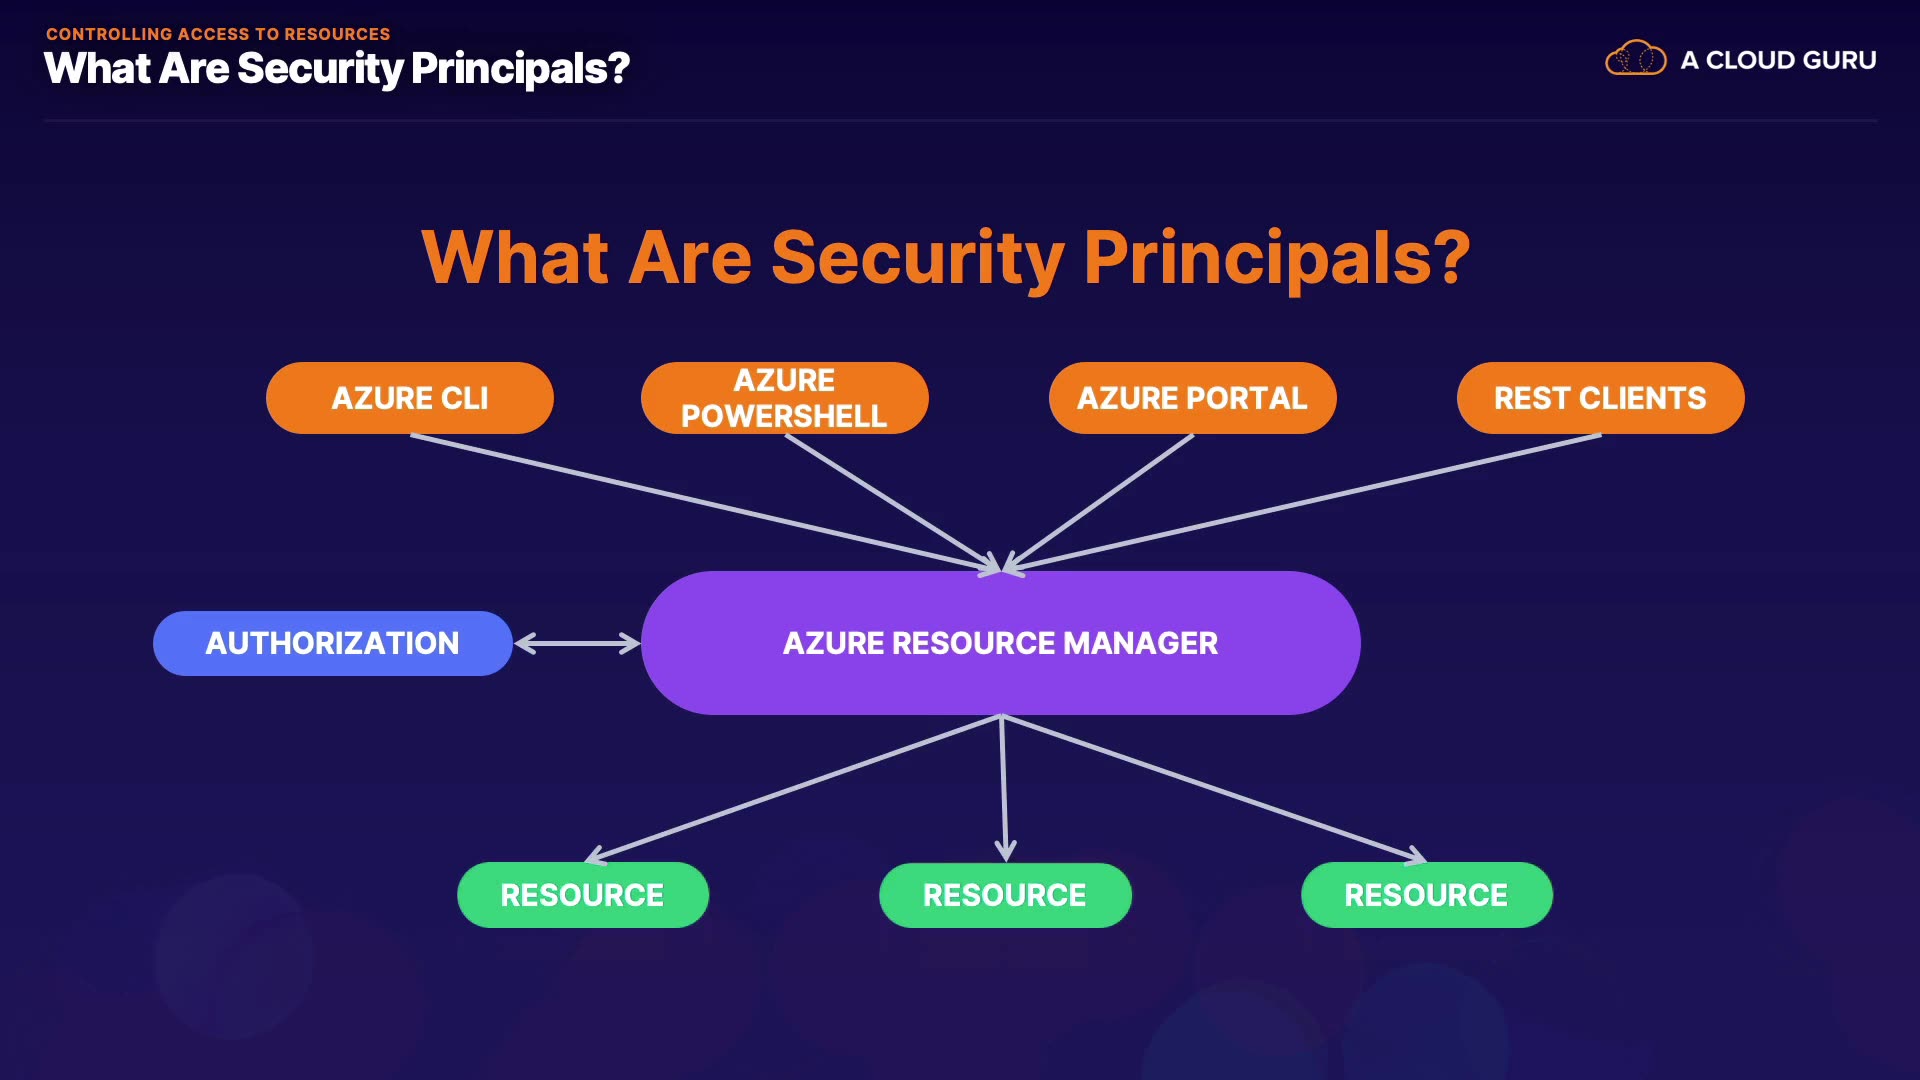 CONTROLLING ACCESS TO RESOURCES
What Are Security Principals?
A CLOUD GURU
What Are Security Principals?
AZURE CLI
AZURE
POWERSHELL
AZURE PORTAL
REST CLIENTS
AUTHORIZATION
AZURE RESOURCE MANAGER
RESOURCE
RESOURCE
RESOURCE